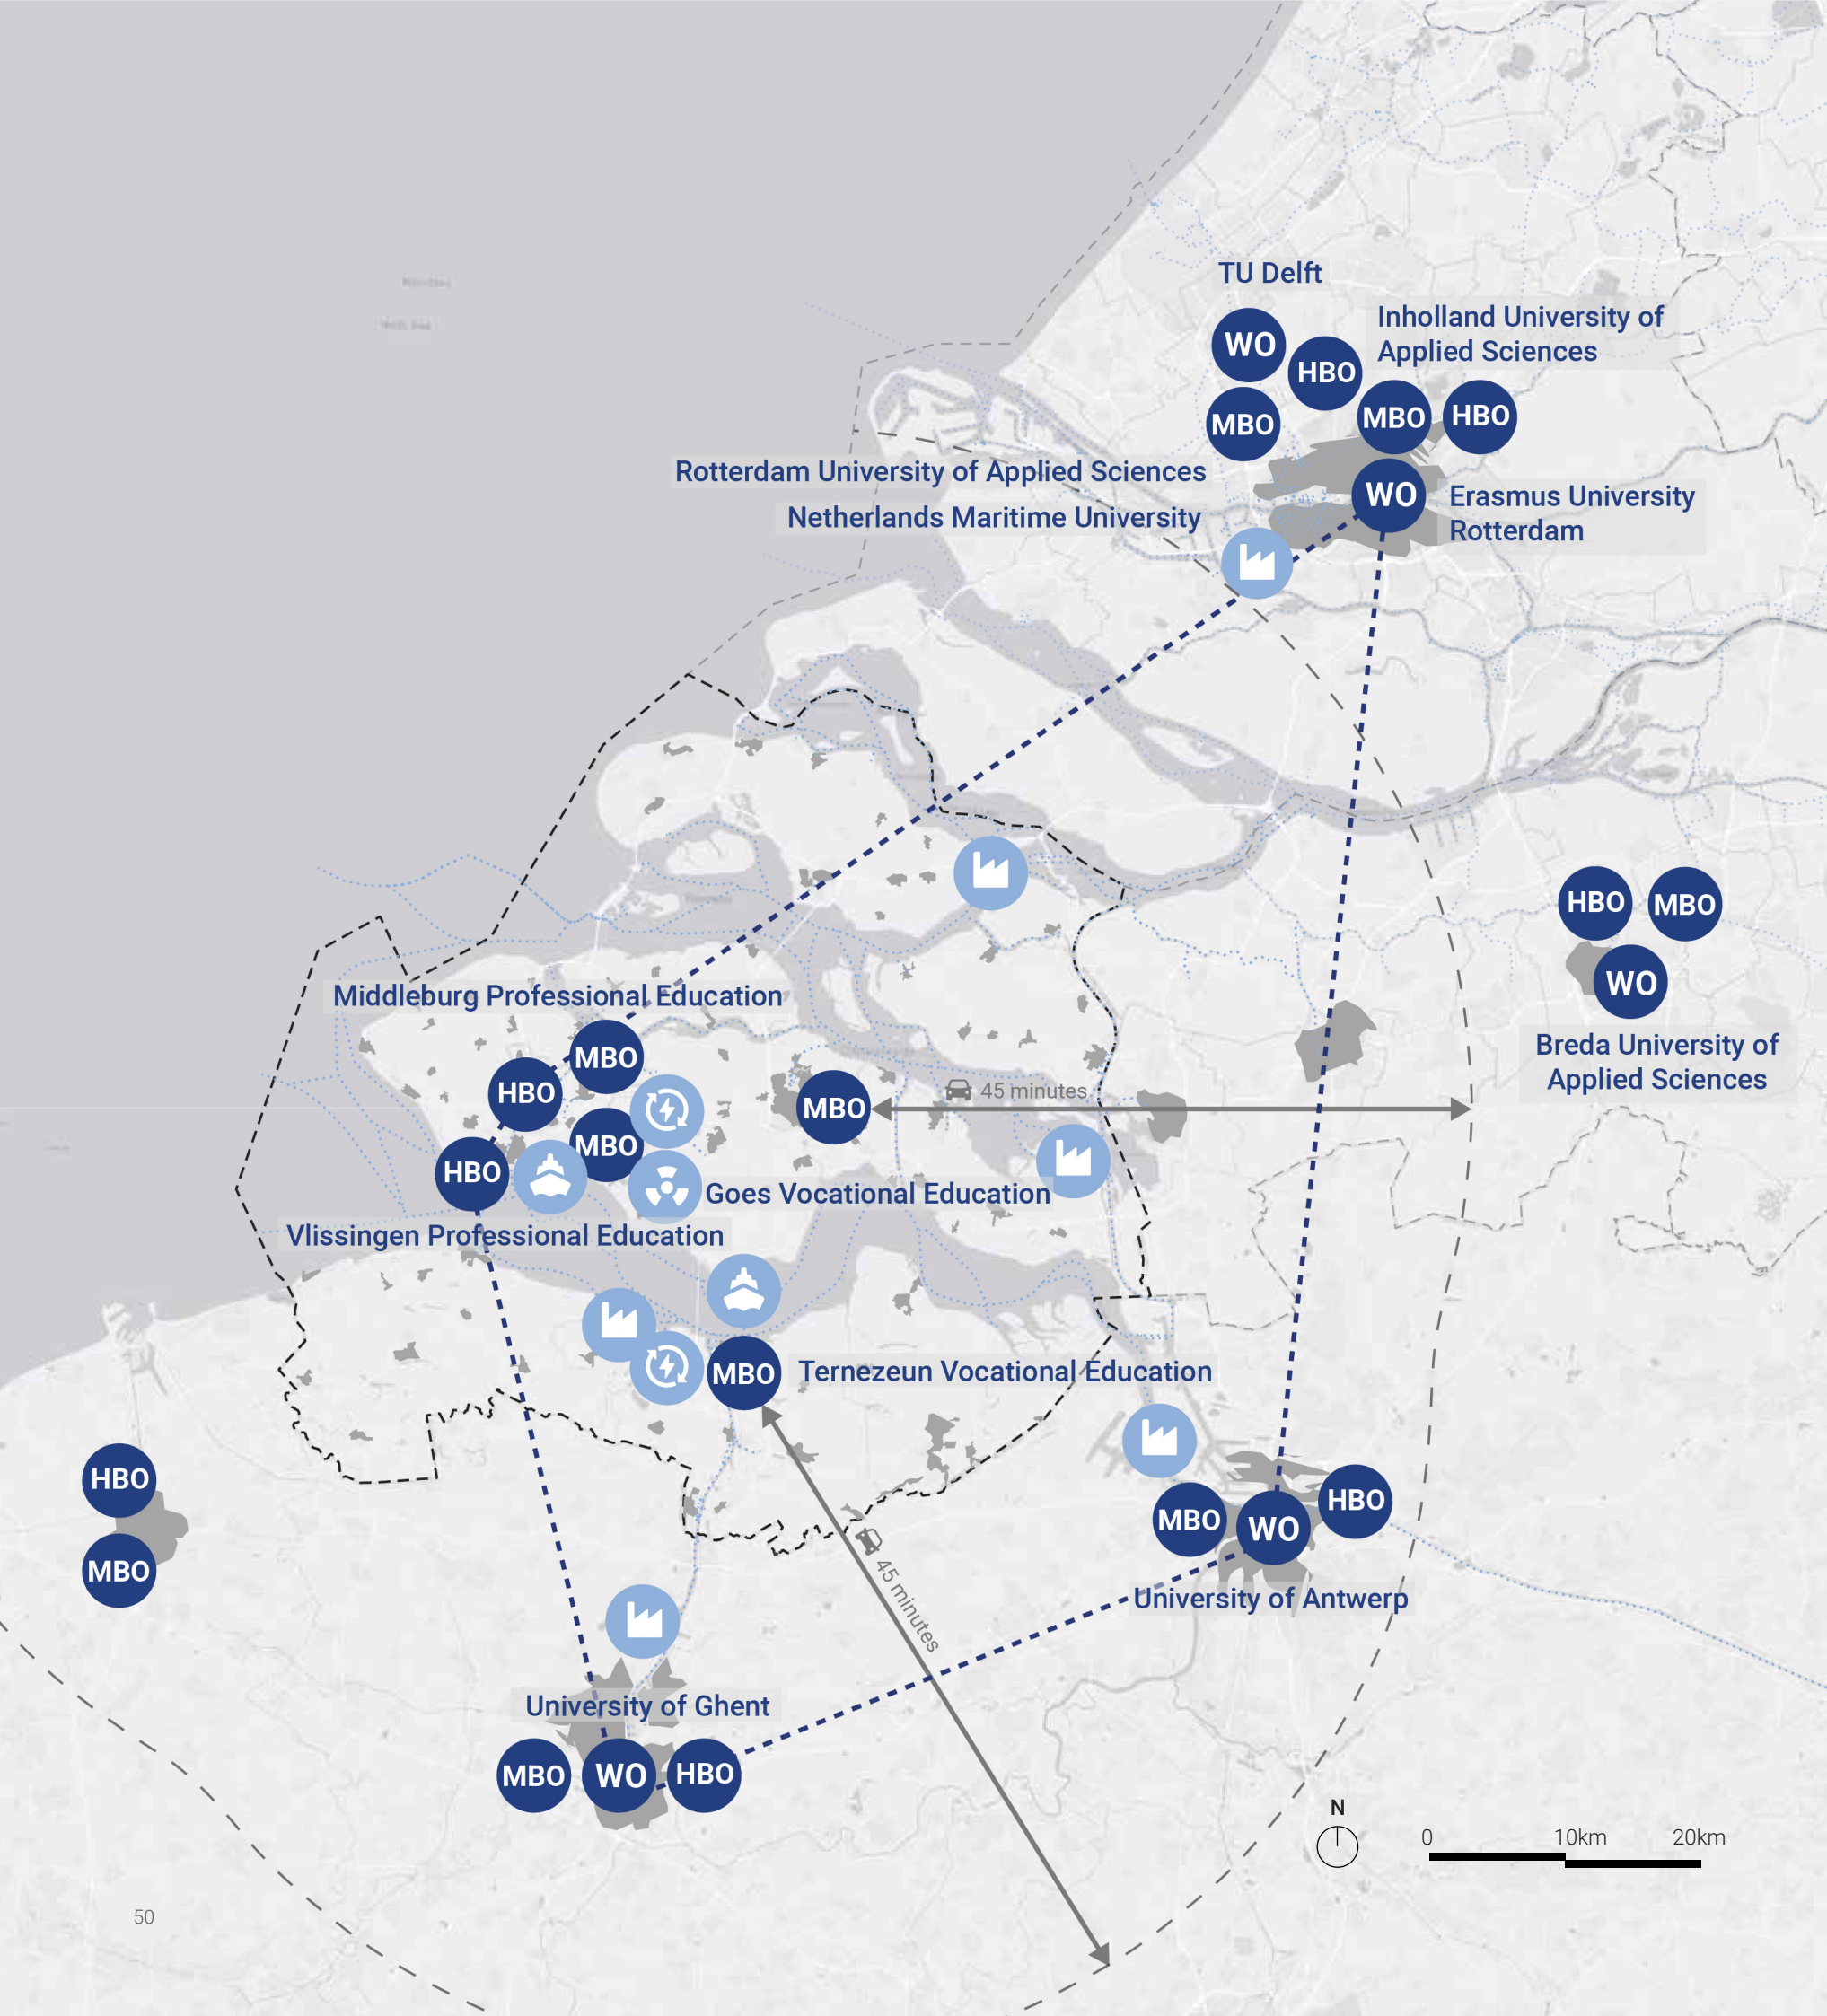 TU Delft
Inholland University of
Applied Sciences
WO
HBO
MBO
MBO
HBO
Rotterdam University of Applied Sciences
WO
Erasmus University
Rotterdam
Netherlands Maritime University
HBO
MBO
WO
Breda University of
Applied Sciences
Middleburg Professional Education
MBO
HBO
MBO
45 minutes
MBO
HBO
Goes Vocational Education
Vlissingen Professional Education
MBO
Ternezeun Vocational Education
HBO
MBO
MBO
WO
HBO
45 minutes
University of Antwerp
University of Ghent
MBO
WO
HBO
N
0
10km
20km
50